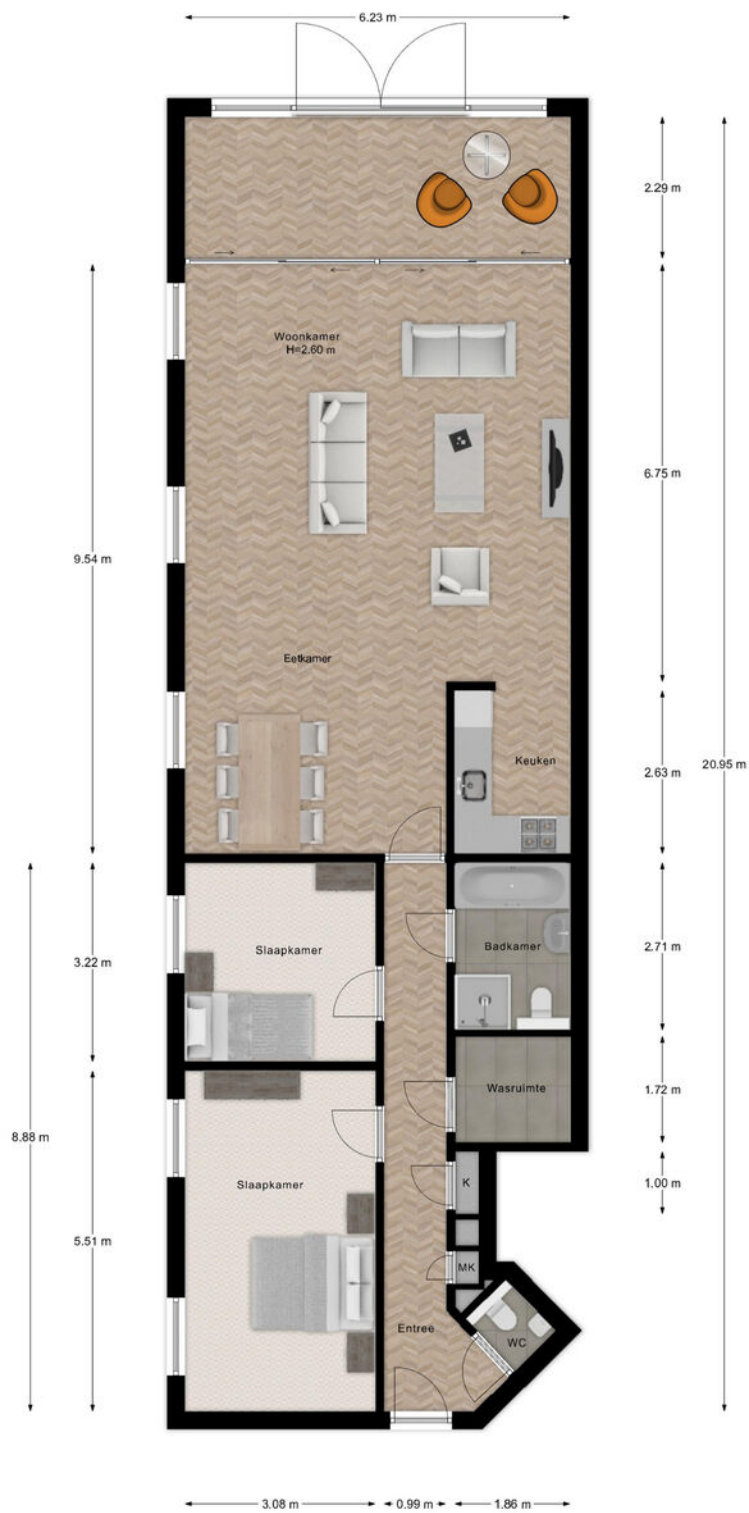 6.23 m
2.29 m
Woonkamer
H=2.60 m
6.75 m
9.54 m
Eetkamer
Keuken
2.63 m
20.95 m
Slaapkamer
Badkamer
2.71 m
3.22 m
Wasruimte
1.72 m
8.88 m
Slaapkamer
K
1.00 m
5.51 m
MK
Entree
WC
3.08 m
0.99 m
1.86 m